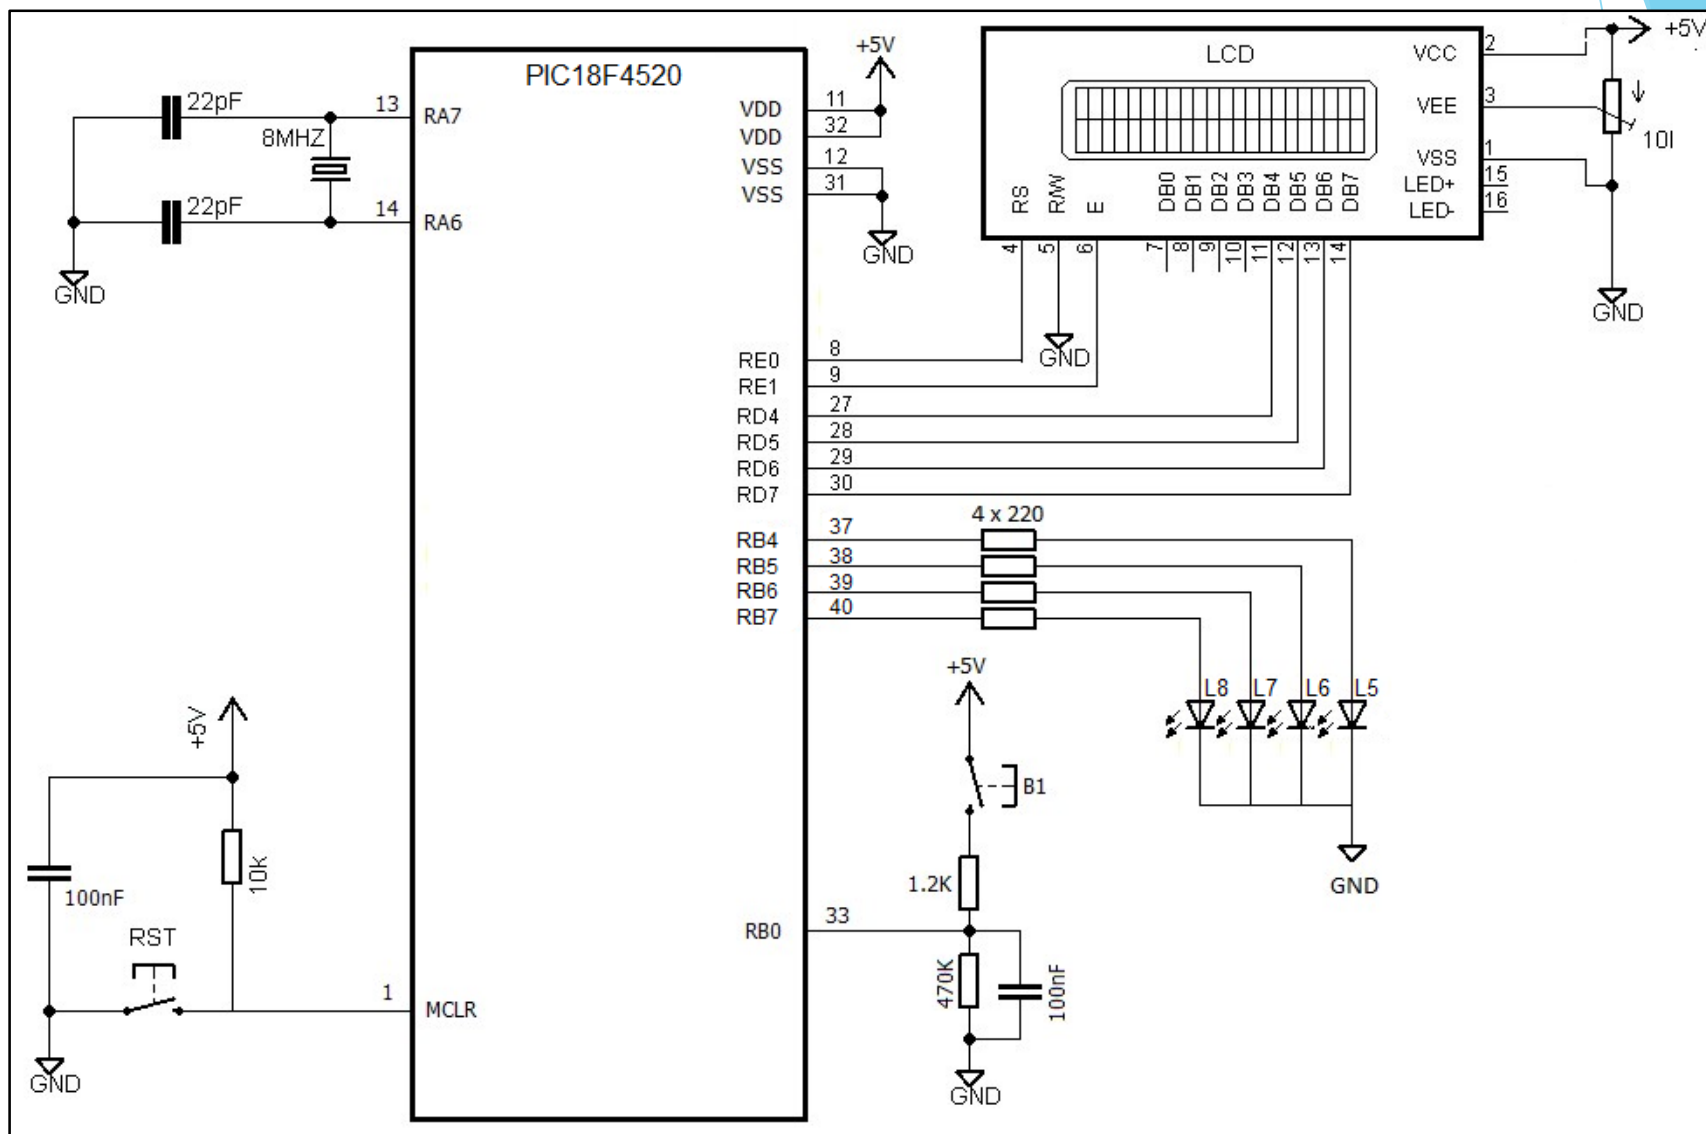 PIC18F4520
22pF
8MHZ
22pF
GND
13
RA7
14
RA6
+5V
VDD
11
VDD
32
VSS
12
VSS
31
GND
LCD
VCC
2
+5V
VEE
3
10
VSS
1
LED+
15
LED-
16
GND
RS
R/W
E
DB0
DB1
DB2
DB3
DB4
DB5
DB6
DB7
4
5
6
7
8
9
10
11
12
13
14
GND
RE0
8
RE1
9
RD4
27
RD5
28
RD6
29
RD7
30
4 x 220
RB4
37
RB5
38
RB6
39
RB7
40
L8
L7
L6
L5
GND
+5V
B1
1.2K
RB0
33
470K
100nF
GND
+5V
10k
100nF
RST
1
MCLR
GND